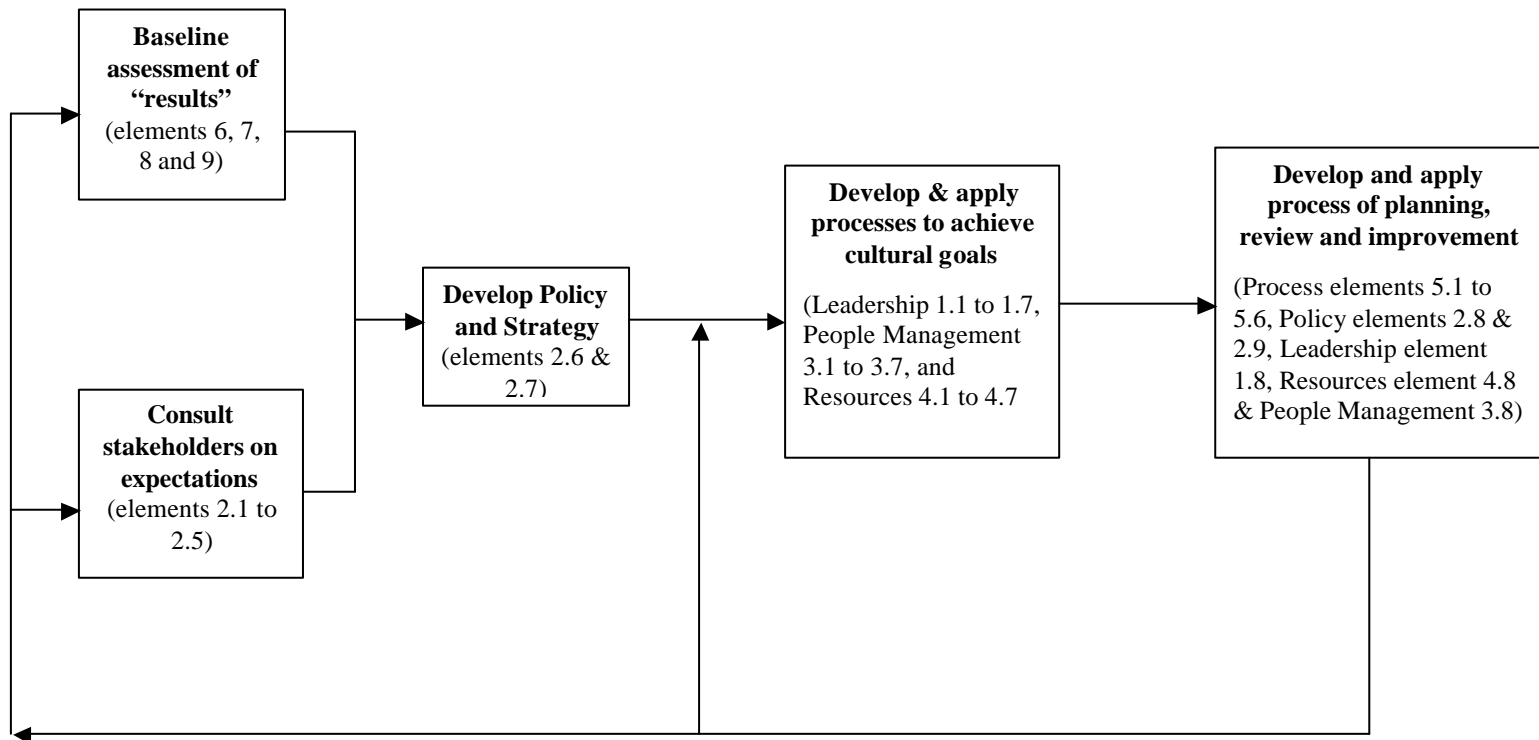 Baseline
assessment of
“results”
(elements 6, 7,
8 and 9)
Consult
stakeholders on
expectations
(elements 2.1 to
2.5)
Develop Policy
and Strategy
(elements 2.6 &
2.7)
Develop & apply
processes to achieve
cultural goals
(Leadership 1.1 to 1.7,
People Management
3.1 to 3.7, and
Resources 4.1 to 4.7
Develop and apply
process of planning,
review and improvement
(Process elements 5.1 to
5.6, Policy elements 2.8 &
2.9, Leadership element
1.8, Resources element 4.8
& People Management 3.8)